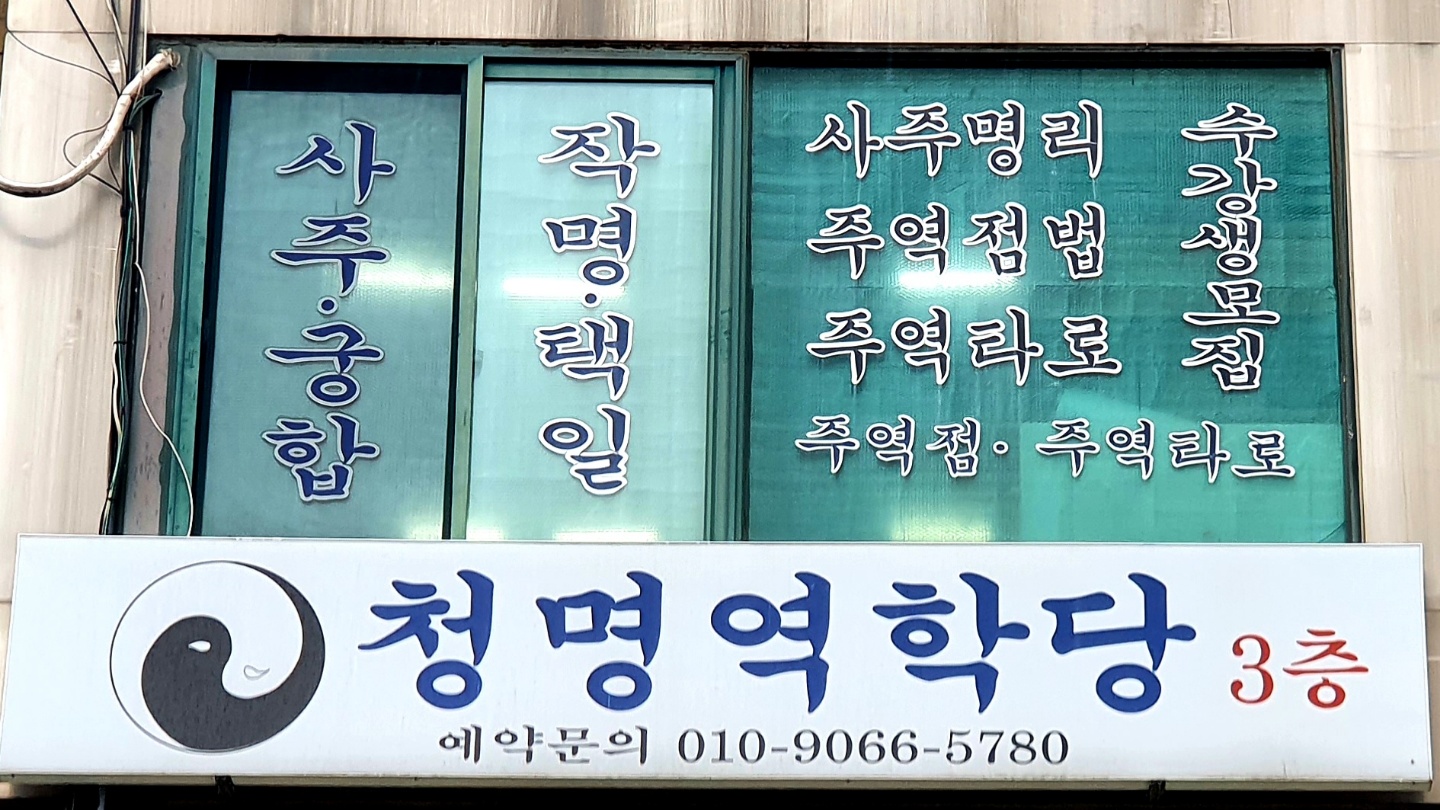 사주·궁합
작명·택일
사주명리
주역점법
주역타로
수강생모집
주역점· 주역타로
청명역학당 3층
예약문의 010-9066-5780